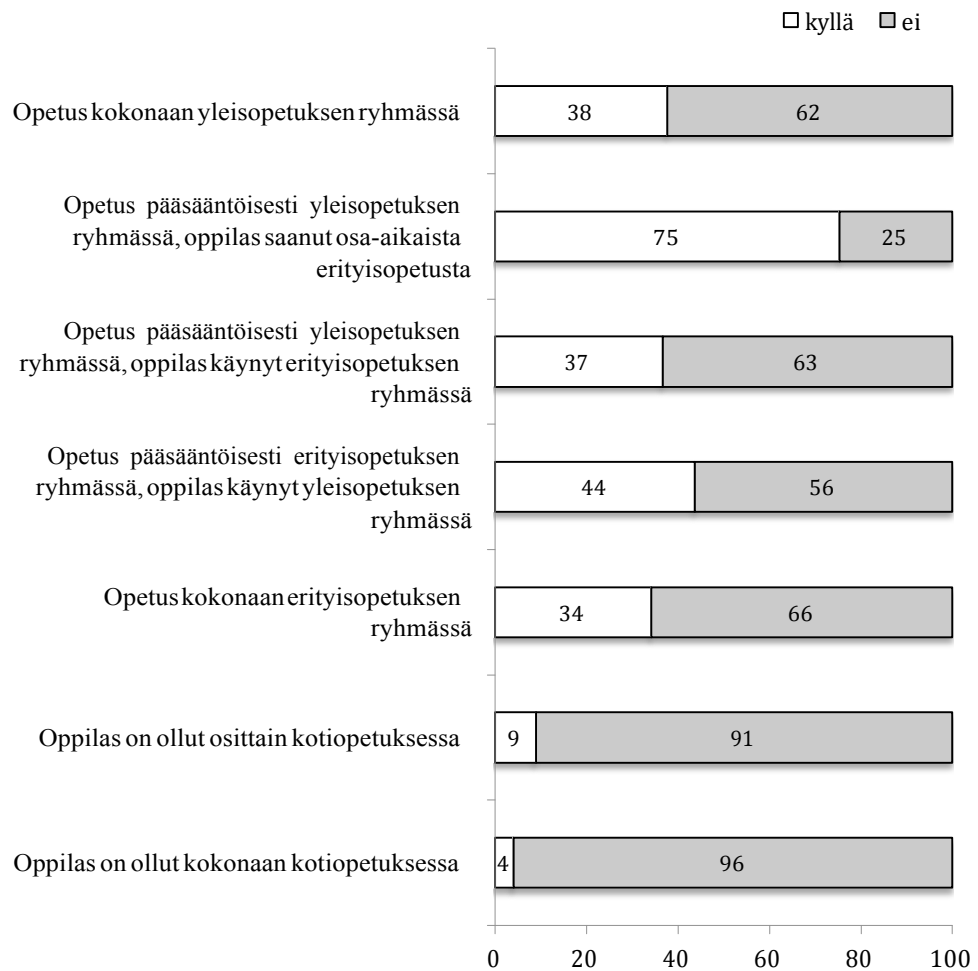 kyllä ei
Opetus kokonaan yleisopetuksen ryhmässä
38 62
Opetus pääsääntöisesti yleisopetuksen
ryhmässä, oppilas saanut osa-aikaista
erityisopetusta
75 25
Opetus pääsääntöisesti yleisopetuksen
ryhmässä, oppilas käynyt erityisopetuksen
ryhmässä
37 63
Opetus pääsääntöisesti erityisopetuksen
ryhmässä, oppilas käynyt yleisopetuksen
ryhmässä
44 56
Opetus kokonaan erityisopetuksen
ryhmässä
34 66
Oppilas on ollut osittain kotiopetuksessa
9 91
Oppilas on ollut kokonaan kotiopetuksessa
4 96
0 20 40 60 80 100